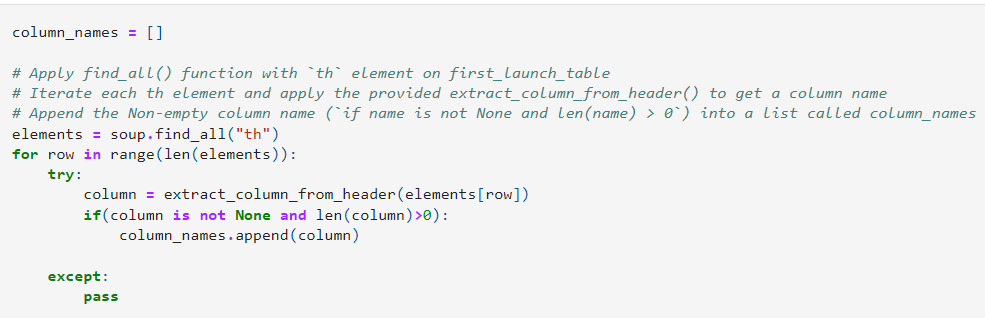 column_names = []
# Apply find_all() function with `th` element on first_launch_table
# Iterate each th element and apply the provided extract_column_from_header() to get a column name
# Append the Non-empty column name (`if name is not None and len(name) > 0`) into a list called column_names
elements = soup.find_all("th")
for row in range(len(elements)):
    try:
        column = extract_column_from_header(elements[row])
        if(column is not None and len(column)>0):
            column_names.append(column)
    except:
        pass